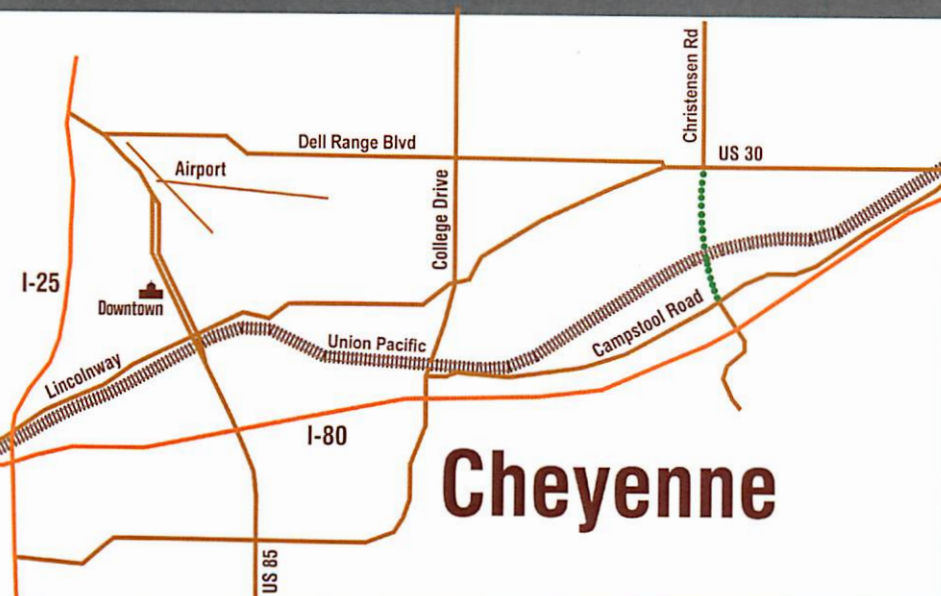 Christensen Rd
Dell Range Blvd
US 30
Airport
College Drive
I-25
Downtown
Union Pacific
Campstool Road
Lincolnway
I-80
Cheyenne
US 85